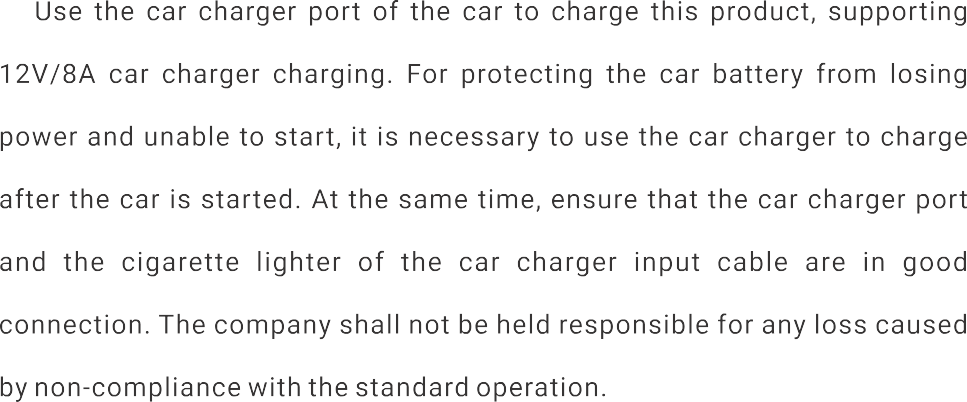 Use the car charger port of the car to charge this product, supporting
12V/8A car charger charging. For protecting the car battery from losing
power and unable to start, it is necessary to use the car charger to charge
after the car is started. At the same time, ensure that the car charger port
and the cigarette lighter of the car charger input cable are in good
connection. The company shall not be held responsible for any loss caused
by non-compliance with the standard operation.